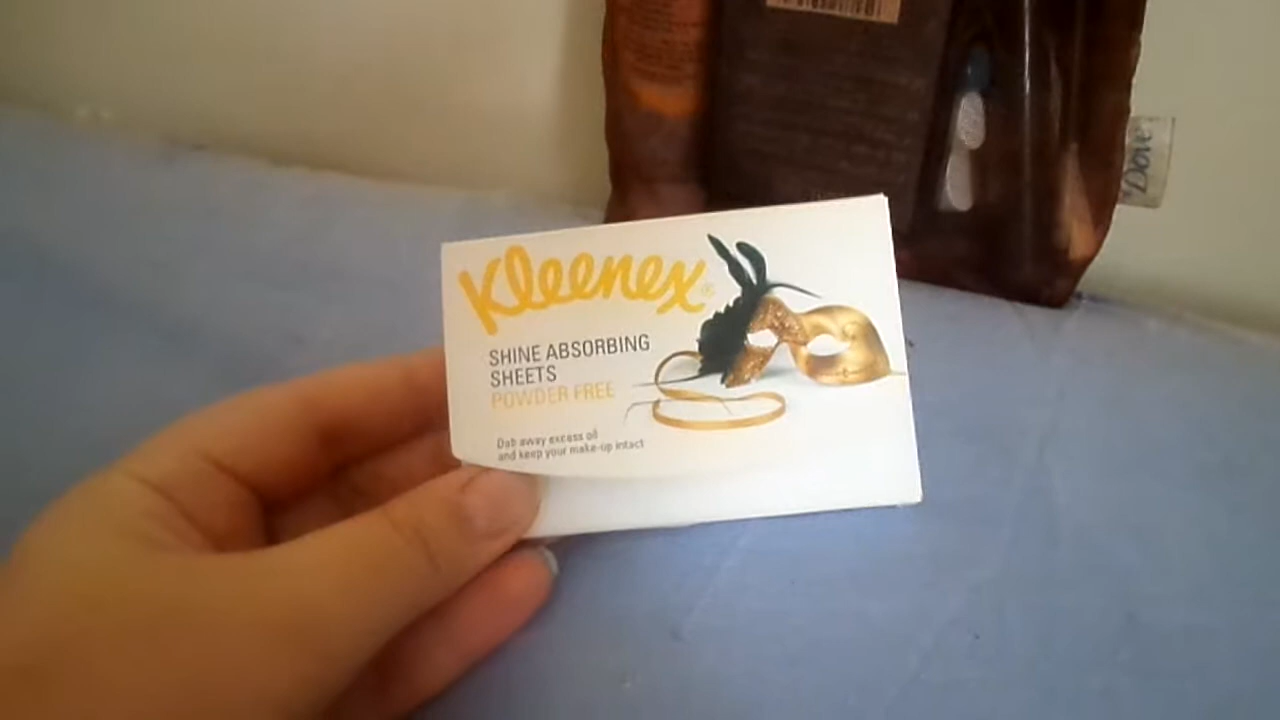 Kleenex®
SHINE ABSORBING
SHEETS
POWDER FREE
Dab away excess oil
and keep your make-up intact
Dove